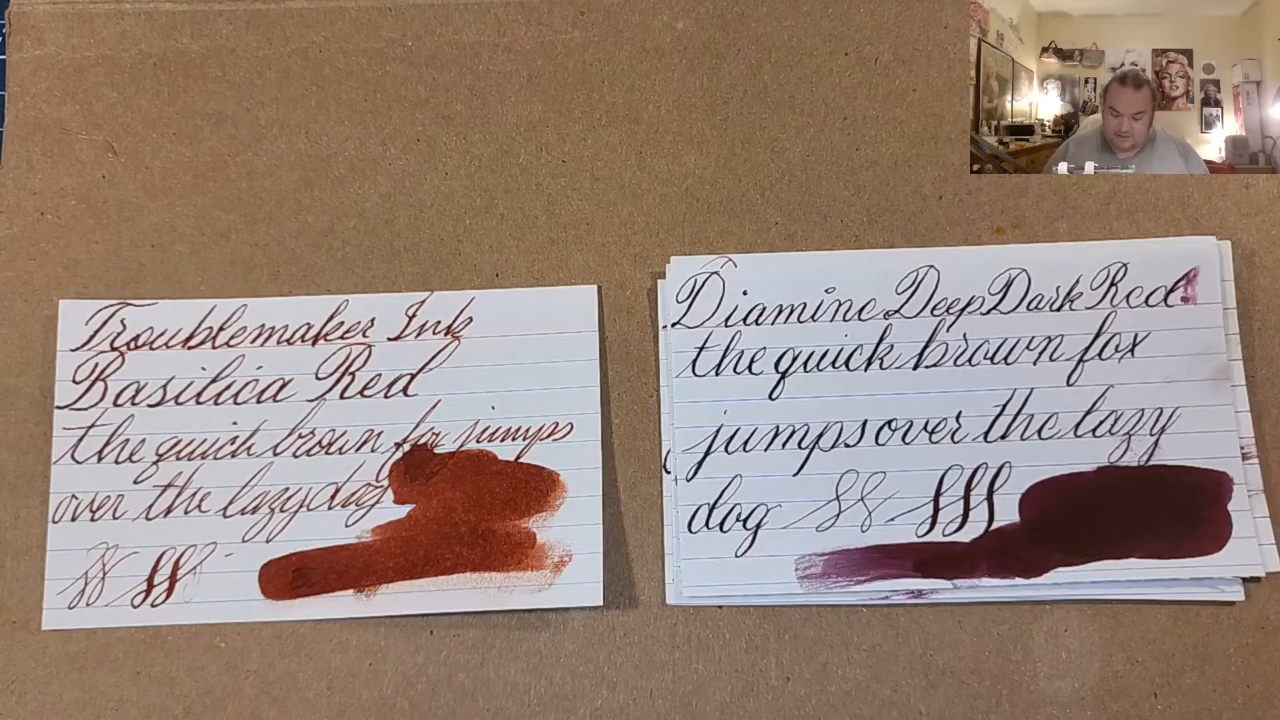 Troublemaker Ink
Basilica Red
the quick brown fox jumps
over the lazy dog
Diamine Deep Dark Red
the quick brown fox
jumps over the lazy
dog